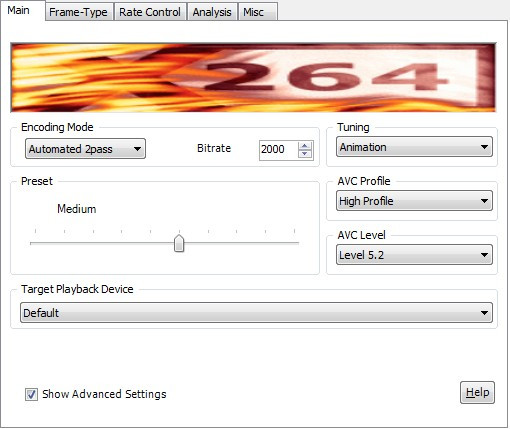 Main Frame-Type Rate Control Analysis Misc
264
Encoding Mode
Automated 2pass Bitrate 2000
Tuning
Animation
Preset
Medium
AVC Profile
High Profile
AVC Level
Level 5.2
Target Playback Device
Default
Show Advanced Settings Help